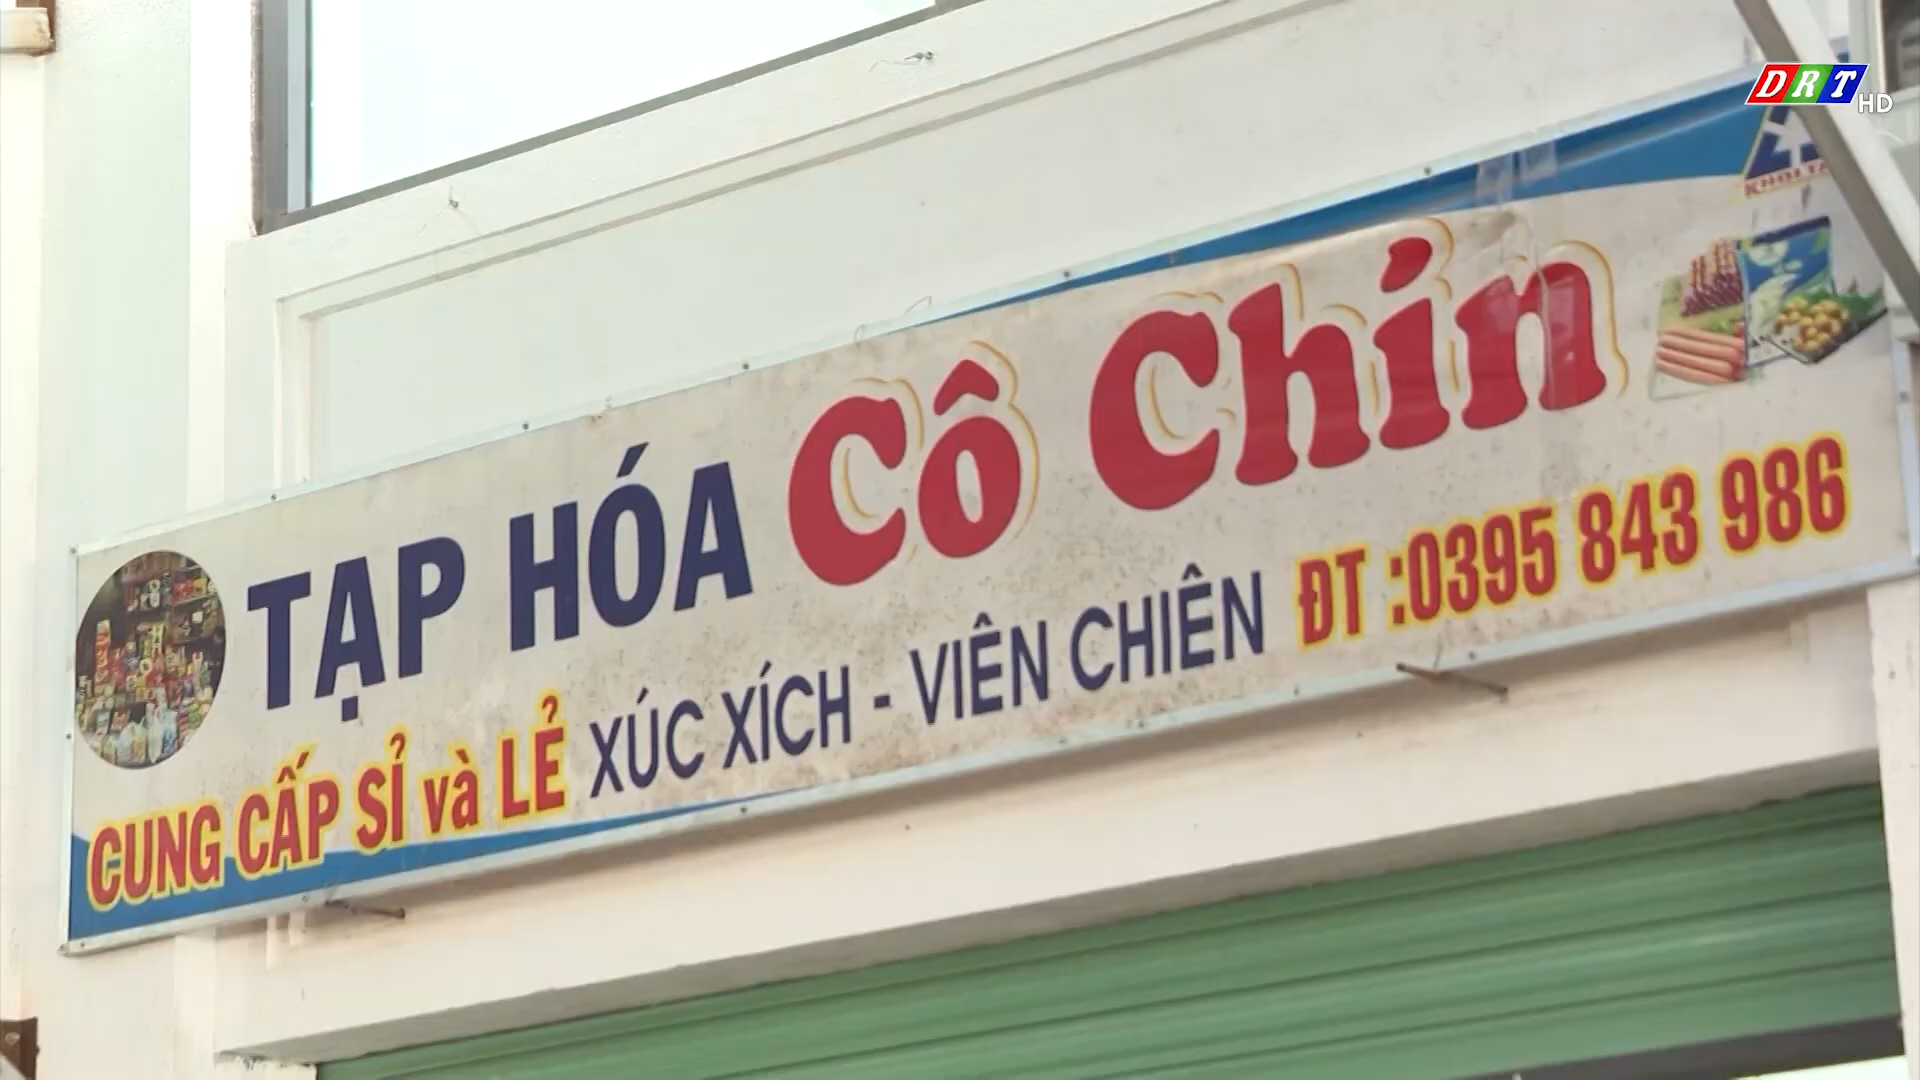 DRT HD
TẠP HÓA Cô Chín
CUNG CẤP SỈ và LẺ XÚC XÍCH - VIÊN CHIÊN ĐT :0395 843 986